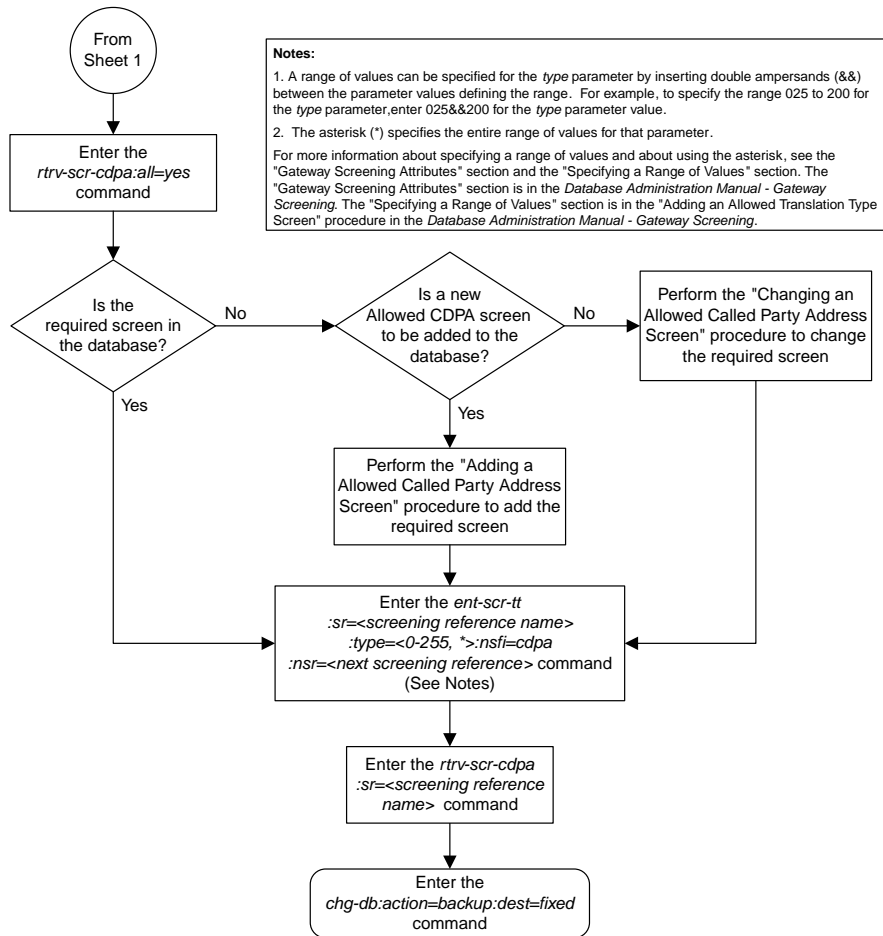 From
Sheet 1
Notes:
1. A range of values can be specified for the type parameter by inserting double ampersands (&&)
between the parameter values defining the range. For example, to specify the range 025 to 200 for
the type parameter,enter 025&&200 for the type parameter value.
2. The asterisk (*) specifies the entire range of values for that parameter.
For more information about specifying a range of values and about using the asterisk, see the
"Gateway Screening Attributes" section and the "Specifying a Range of Values" section. The
"Gateway Screening Attributes" section is in the Database Administration Manual - Gateway
Screening. The "Specifying a Range of Values" section is in the "Adding an Allowed Translation Type
Screen" procedure in the Database Administration Manual - Gateway Screening.
Enter the
rtrv-scr-cdpa:all=yes
command
Is the
required screen in
the database?
No
Is a new
Allowed CDPA screen
to be added to the
database?
No
Perform the "Changing an
Allowed Called Party Address
Screen" procedure to change
the required screen
Yes
Yes
Perform the "Adding a
Allowed Called Party Address
Screen" procedure to add the
required screen
Enter the ent-scr-tt
:sr=<screening reference name>
:type=<0-255, *>:nsfi=cdpa
:nsr=<next screening reference> command
(See Notes)
Enter the rtrv-scr-cdpa
:sr=<screening reference
name> command
Enter the
chg-db:action=backup:dest=fixed
command